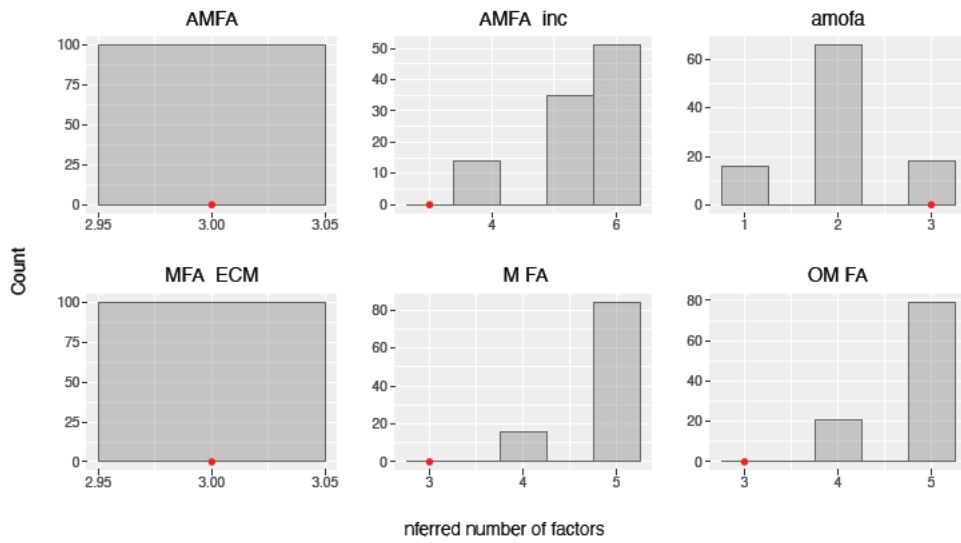 AMFA AMFA inc amofa
100 50 60
75 40
50 30 40
25 20 20
0 10 0
0
2.95 3.00 3.05 4 6 1 2 3
Count
MFA ECM M FA OM FA
100 80 80
75 60 60
50 40 40
25 20 20
0 0 0
2.95 3.00 3.05 3 4 5 3 4 5
nferred number of factors